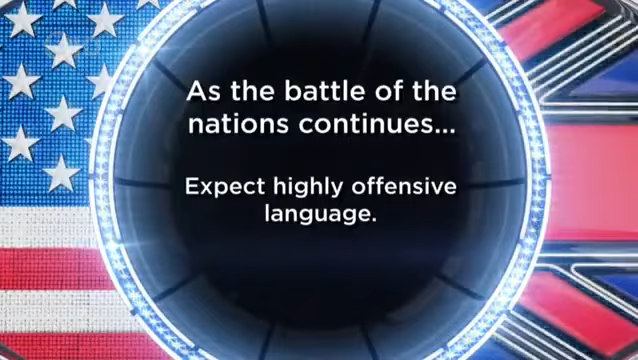 As the battle of the
nations continues...
Expect highly offensive
language.